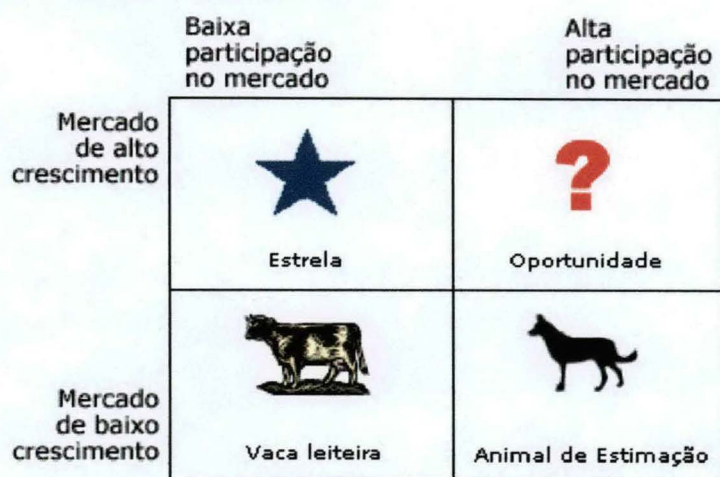 Baixa
participação
no mercado
Alta
participação
no mercado
Mercado
de alto
crescimento
?
Estrela
Oportunidade
Mercado
de baixo
crescimento
Vaca leiteira
Animal de Estimação